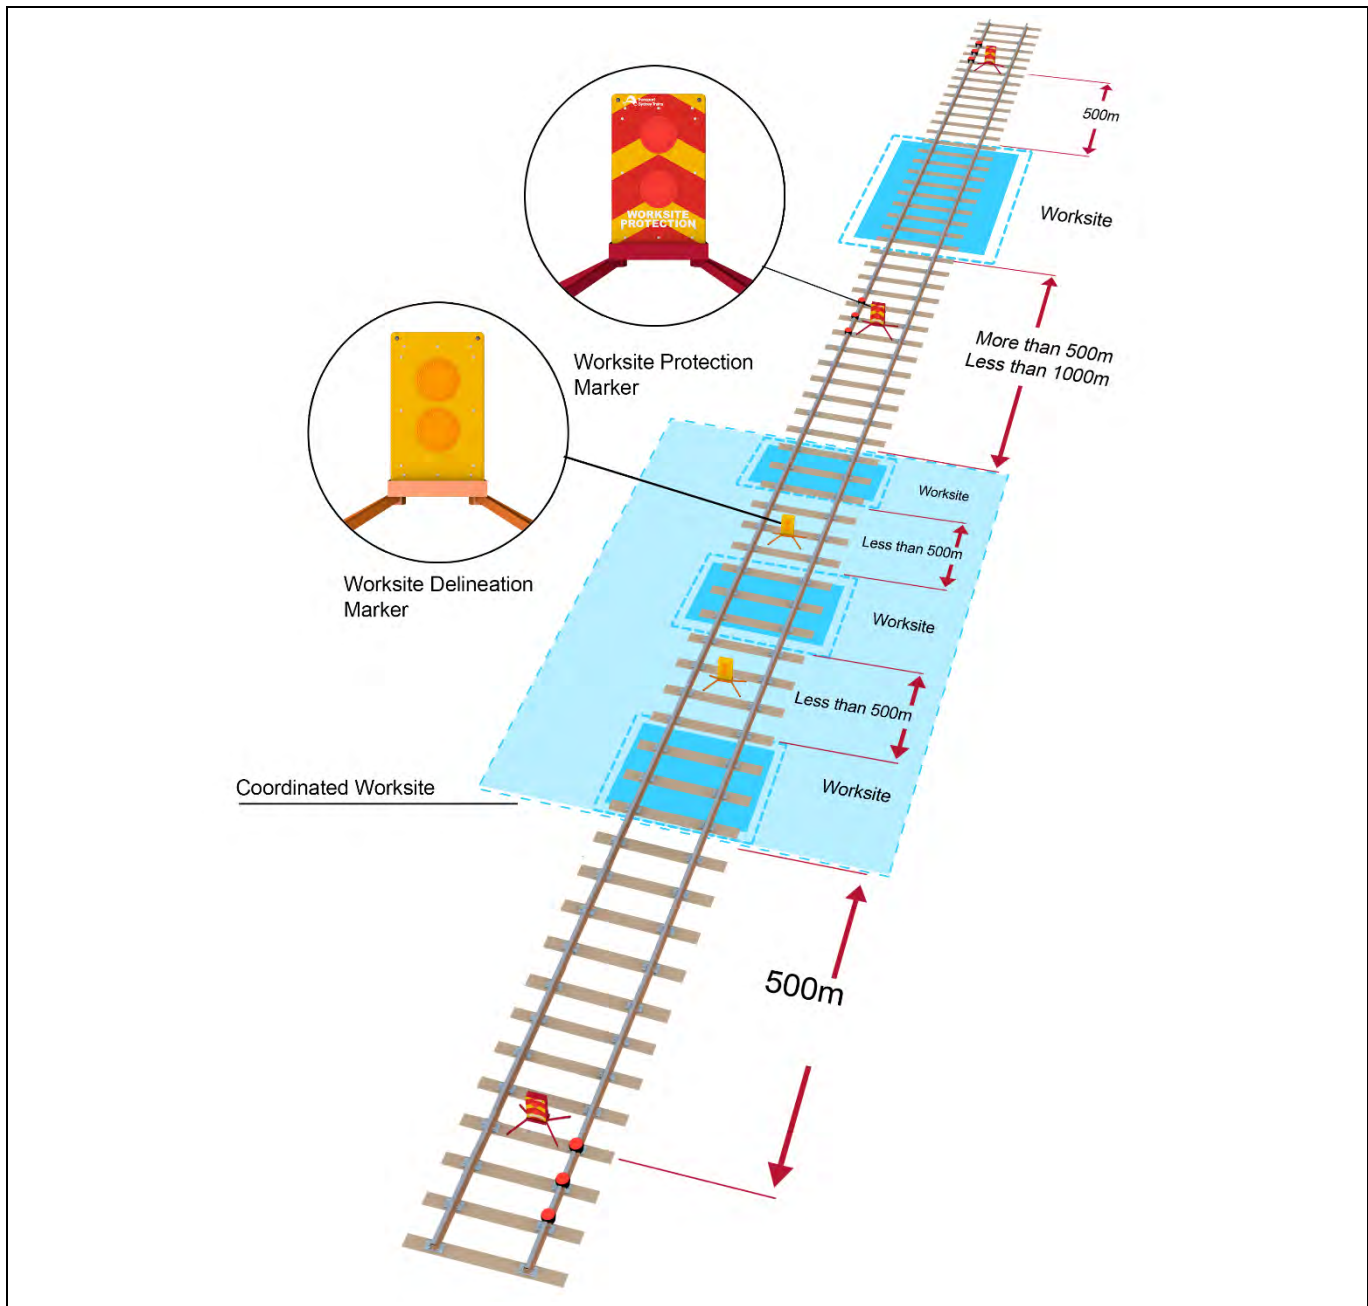 500m
Worksite
WORKSITE
PROTECTION
More than 500m
Less than 1000m
Worksite Protection
Marker
Worksite
Less than 500m
Worksite Delineation
Marker
Worksite
Less than 500m
Coordinated Worksite
Worksite
500m